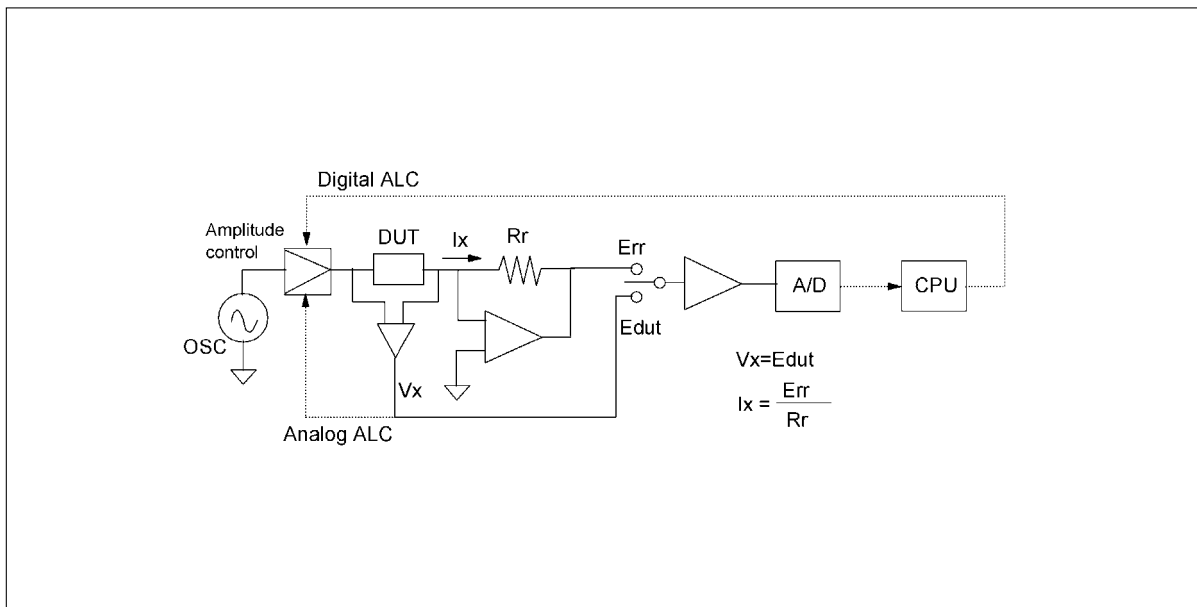 Digital ALC
Amplitude
control
DUT
Ix
Rr
Err
A/D
CPU
OSC
Edut
Vx
Analog ALC
Vx=Edut
Ix = Err
Rr